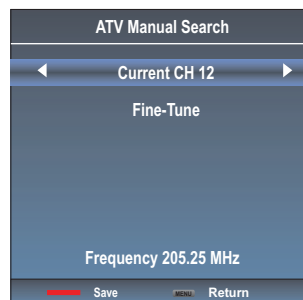 ATV Manual Search
Current CH 12
Fine-Tune
Frequency 205.25 MHz
Save MENU Return